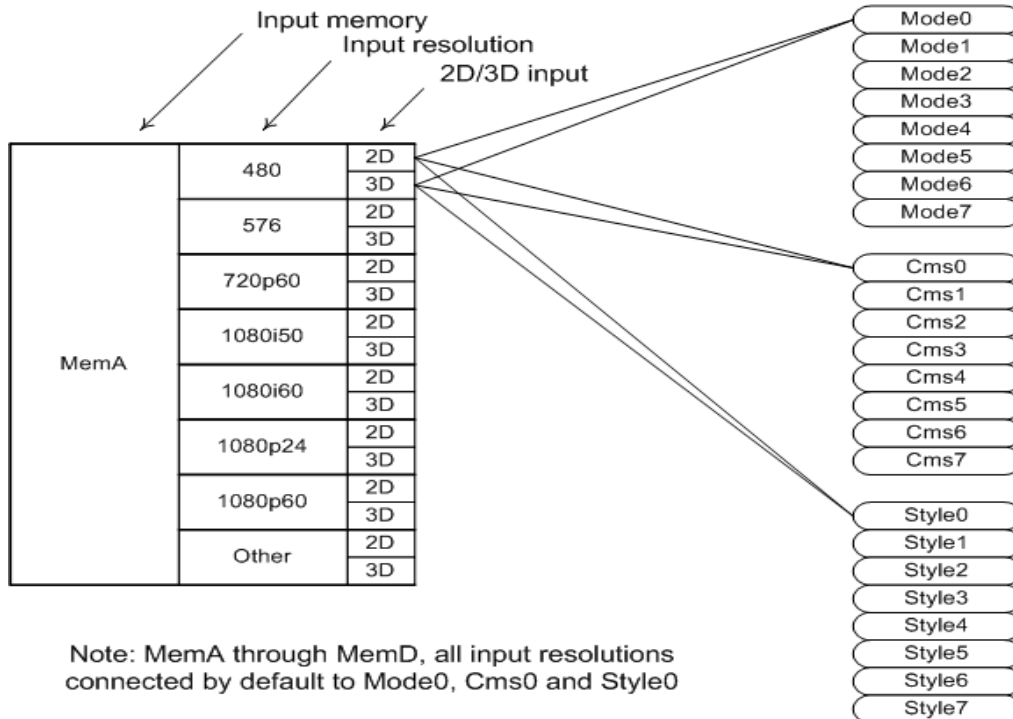 Input memory
Input resolution
2D/3D input
MemA
480
2D
3D
576
2D
3D
720p60
2D
3D
1080i50
2D
3D
1080i60
2D
3D
1080p24
2D
3D
1080p60
2D
3D
Other
2D
3D
Mode0
Mode1
Mode2
Mode3
Mode4
Mode5
Mode6
Mode7
Cms0
Cms1
Cms2
Cms3
Cms4
Cms5
Cms6
Cms7
Style0
Style1
Style2
Style3
Style4
Style5
Style6
Style7
Note: MemA through MemD, all input resolutions
connected by default to Mode0, Cms0 and Style0